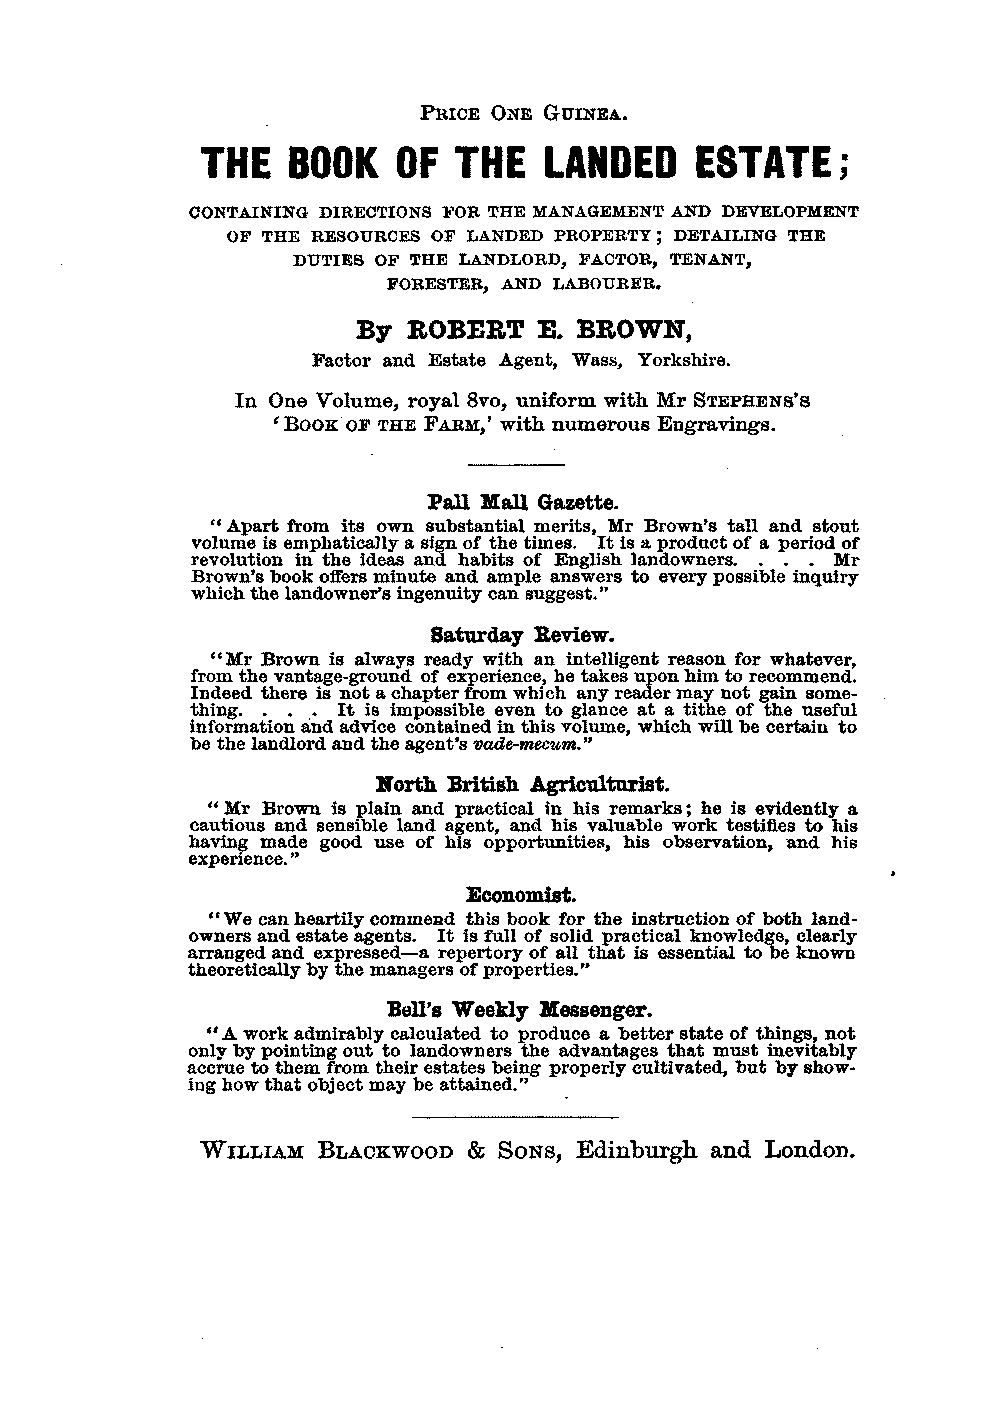 PRICE ONE GUINEA.
THE BOOK OF THE LANDED ESTATE;
CONTAINING DIRECTIONS FOR THE MANAGEMENT AND DEVELOPMENT
OF THE RESOURCES OF LANDED PROPERTY; DETAILING THE
DUTIES OF THE LANDLORD, FACTOR, TENANT,
FORESTER, AND LABOURER.
By ROBERT E. BROWN,
Factor and Estate Agent, Wass, Yorkshire.
In One Volume, royal 8vo, uniform with Mr STEPHENS'S
'BOOK OF THE FARM,' with numerous Engravings.
Pall Mall Gazette.
"Apart from its own substantial merits, Mr Brown's tall and stout
volume is emphatically a sign of the times. It is a product of a period of
revolution in the ideas and habits of English landowners. . . . . Mr
Brown's book offers minute and ample answers to every possible inquiry
which the landowner's ingenuity can suggest."
Saturday Review.
"Mr Brown is always ready with an intelligent reason for whatever,
from the vantage-ground of experience, he takes upon him to recommend.
Indeed there is not a chapter from which any reader may not gain some-
thing. . . . . It is impossible even to glance at a tithe of the useful
information and advice contained in this volume, which will be certain to
be the landlord and the agent's vade-mecum."
North British Agriculturist.
"Mr Brown is plain and practical in his remarks; he is evidently a
cautious and sensible land agent, and his valuable work testifies to his
having made good use of his opportunities, his observation, and his
experience."
Economist.
"We can heartily commend this book for the instruction of both land-
owners and estate agents. It is full of solid practical knowledge, clearly
arranged and expressed—a repertory of all that is essential to be known
theoretically by the managers of properties."
Bell's Weekly Messenger.
"A work admirably calculated to produce a better state of things, not
only by pointing out to landowners the advantages that must inevitably
accrue to them from their estates being properly cultivated, but by show-
ing how that object may be attained."
WILLIAM BLACKWOOD & SONS, Edinburgh and London.